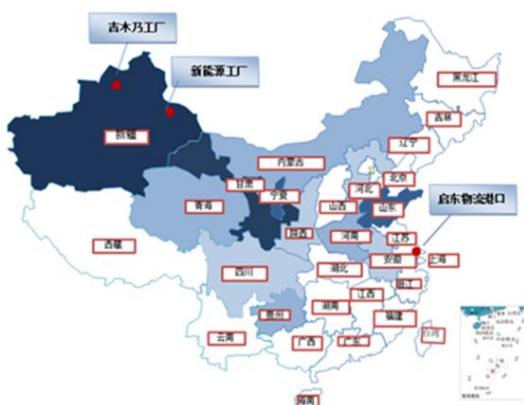 吉木乃工厂
新能源工厂
黑龙江
吉林
新疆
辽宁
内蒙古
北京
甘肃
河北
宁夏
启东物流港口
青海
山西
山东
陕西
河南
江苏
西藏
安徽
上海
四川
湖北
浙江
江西
湖南
贵州
福建
云南
广西
广东
台湾
海南